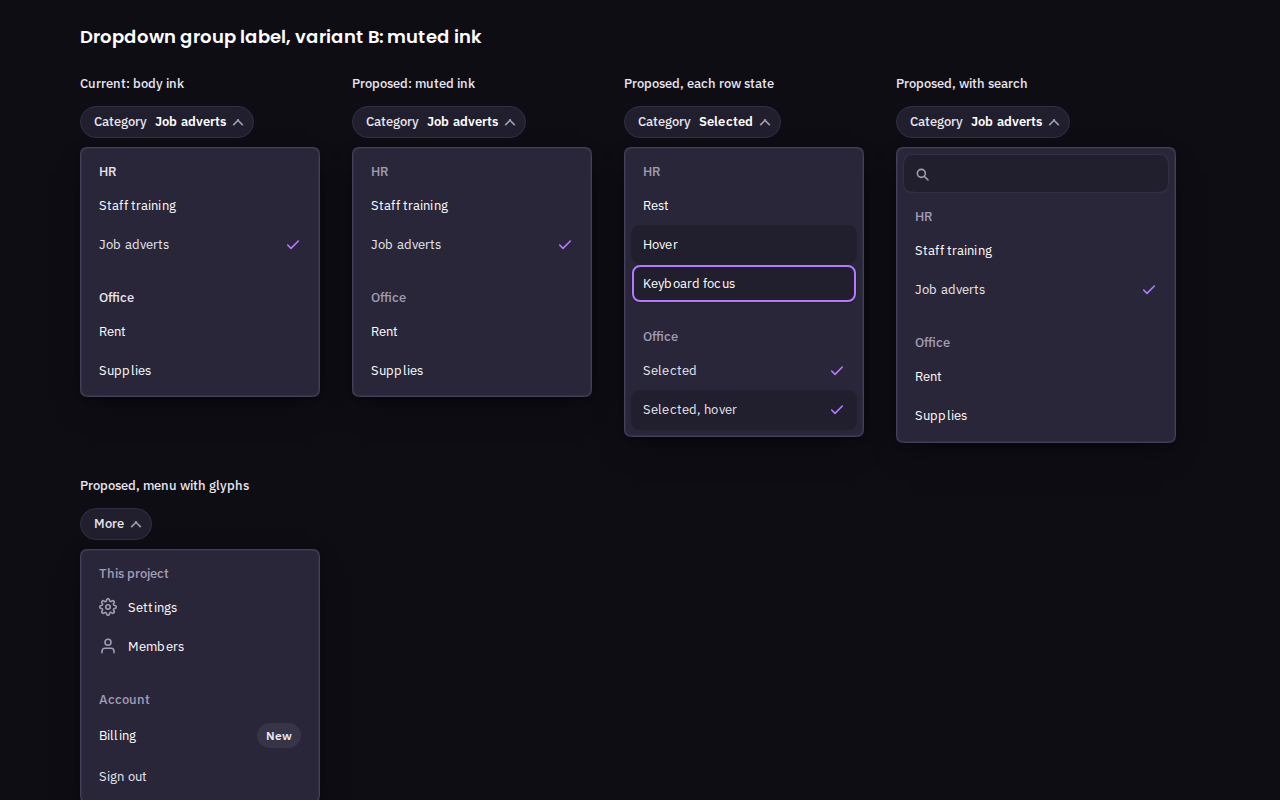 Dropdown group label, variant B: muted ink
Current: body ink
Category Job adverts
HR
Staff training
Job adverts
Office
Rent
Supplies
Proposed: muted ink
Category Job adverts
HR
Staff training
Job adverts
Office
Rent
Supplies
Proposed, each row state
Category Selected
HR
Rest
Hover
Keyboard focus
Office
Selected
Selected, hover
Proposed, with search
Category Job adverts
HR
Staff training
Job adverts
Office
Rent
Supplies
Proposed, menu with glyphs
More
This project
Settings
Members
Account
Billing New
Sign out